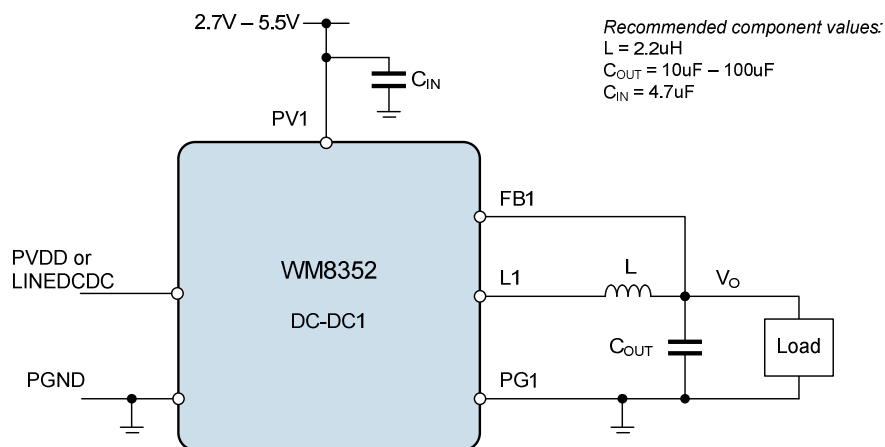 2.7V – 5.5V
Recommended component values:
L = 2.2uH
COUT = 10uF – 100uF
CIN = 4.7uF
CIN
PV1
FB1
PVDD or
LINEDCDC
WM8352
L1
L
VO
DC-DC1
COUT
Load
PGND
PG1